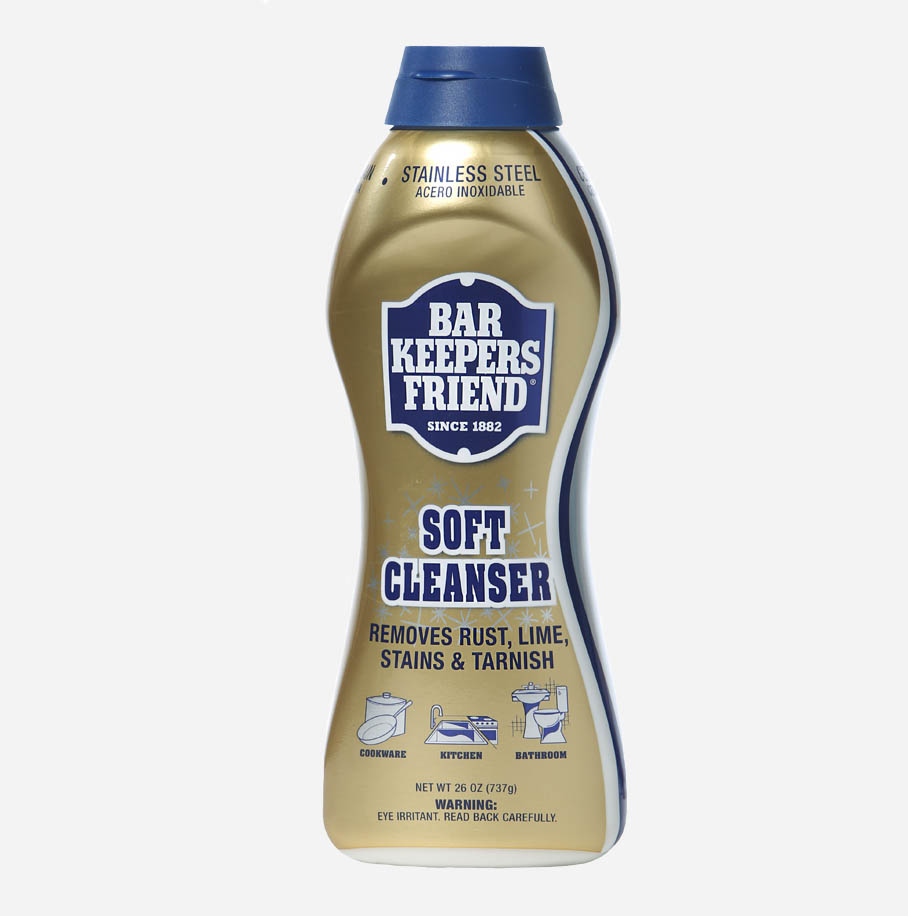 STAINLESS STEEL
ACERO INOXIDABLE
BAR
KEEPERS
FRIEND®
SINCE 1882
SOFT
CLEANSER
REMOVES RUST, LIME,
STAINS & TARNISH
COOKWARE
KITCHEN
BATHROOM
NET WT 26 OZ (737g)
WARNING:
EYE IRRITANT. READ BACK CAREFULLY.